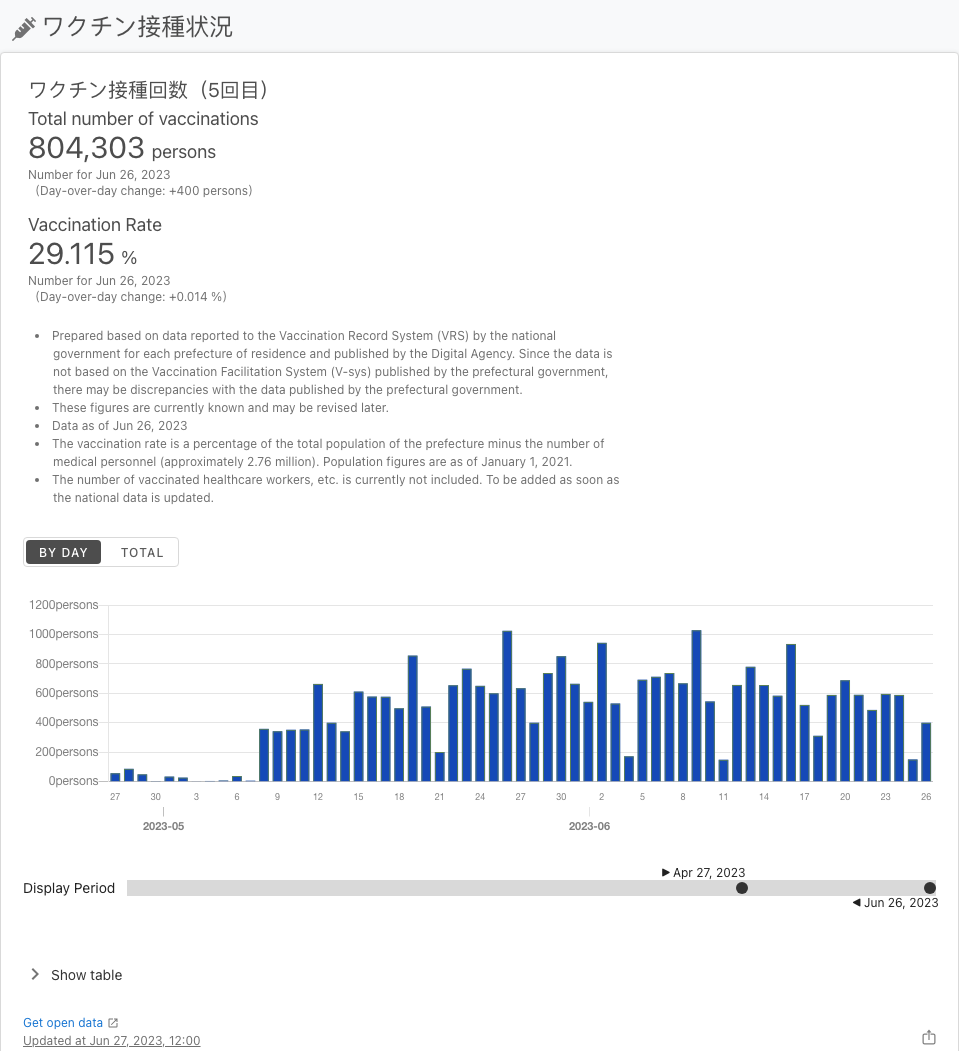 ワクチン接種状況
ワクチン接種回数（5回目）
Total number of vaccinations
804,303 persons
Number for Jun 26, 2023
（Day-over-day change: +400 persons）
Vaccination Rate
29.115 %
Number for Jun 26, 2023
（Day-over-day change: +0.014 %）
• Prepared based on data reported to the Vaccination Record System (VRS) by the national
government for each prefecture of residence and published by the Digital Agency. Since the data is
not based on the Vaccination Facilitation System (V-sys) published by the prefectural government,
there may be discrepancies with the data published by the prefectural government.
• These figures are currently known and may be revised later.
• Data as of Jun 26, 2023
• The vaccination rate is a percentage of the total population of the prefecture minus the number of
medical personnel (approximately 2.76 million). Population figures are as of January 1, 2021.
• The number of vaccinated healthcare workers, etc. is currently not included. To be added as soon as
the national data is updated.
BY DAY TOTAL
1200persons
1000persons
800persons
600persons
400persons
200persons
0persons
27 30 3 6 9 12 15 18 21 24 27 30 2 5 8 11 14 17 20 23 26
2023-05 2023-06
Apr 27, 2023
Display Period
Jun 26, 2023
Show table
Get open data
Updated at Jun 27, 2023, 12:00